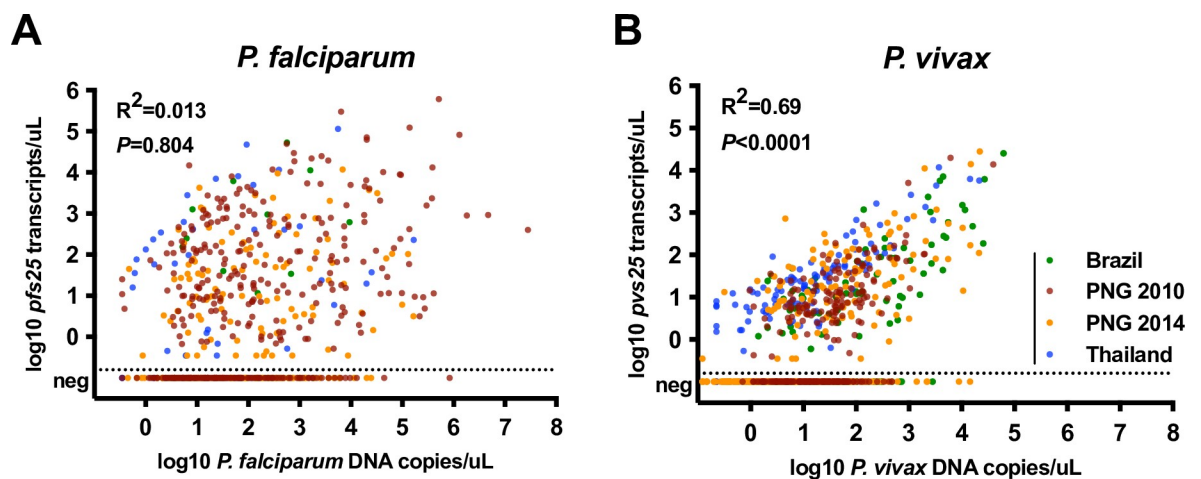 A
P. falciparum
R2=0.013
P=0.804
log10 pfs25 transcripts/uL
6
5
4
3
2
1
0
neg
0 1 2 3 4 5 6 7 8
log10 P. falciparum DNA copies/uL
B
P. vivax
R2=0.69
P<0.0001
log10 pvs25 transcripts/uL
6
5
4
3
2
1
0
neg
0 1 2 3 4 5 6 7 8
log10 P. vivax DNA copies/uL
Brazil
PNG 2010
PNG 2014
Thailand